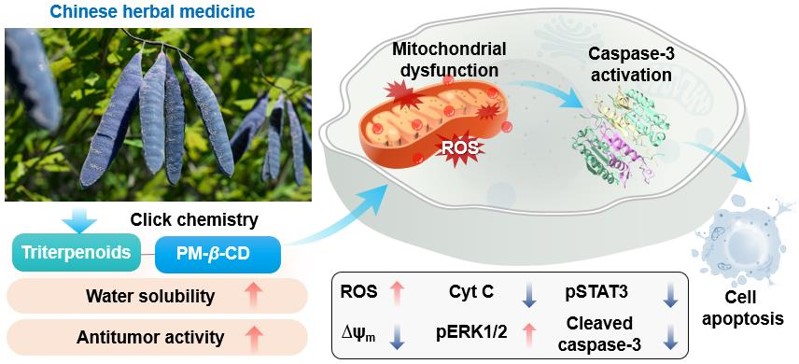 Chinese herbal medicine
Mitochondrial
dysfunction
Caspase-3
activation
ROS
Click chemistry
Triterpenoids
PM-β-CD
Water solubility
Antitumor activity
ROS
Cyt C
pSTAT3
Δψm
pERK1/2
Cleaved
caspase-3
Cell
apoptosis